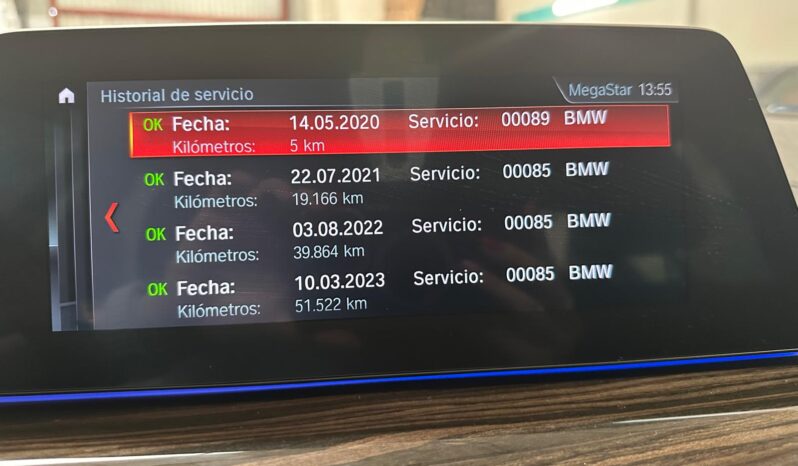 Historial de servicio
MegaStar 13:55
OK Fecha: 14.05.2020 Servicio: 00089 BMW
Kilómetros: 5 km
OK Fecha: 22.07.2021 Servicio: 00085 BMW
Kilómetros: 19.166 km
OK Fecha: 03.08.2022 Servicio: 00085 BMW
Kilómetros: 39.864 km
OK Fecha: 10.03.2023 Servicio: 00085 BMW
Kilómetros: 51.522 km